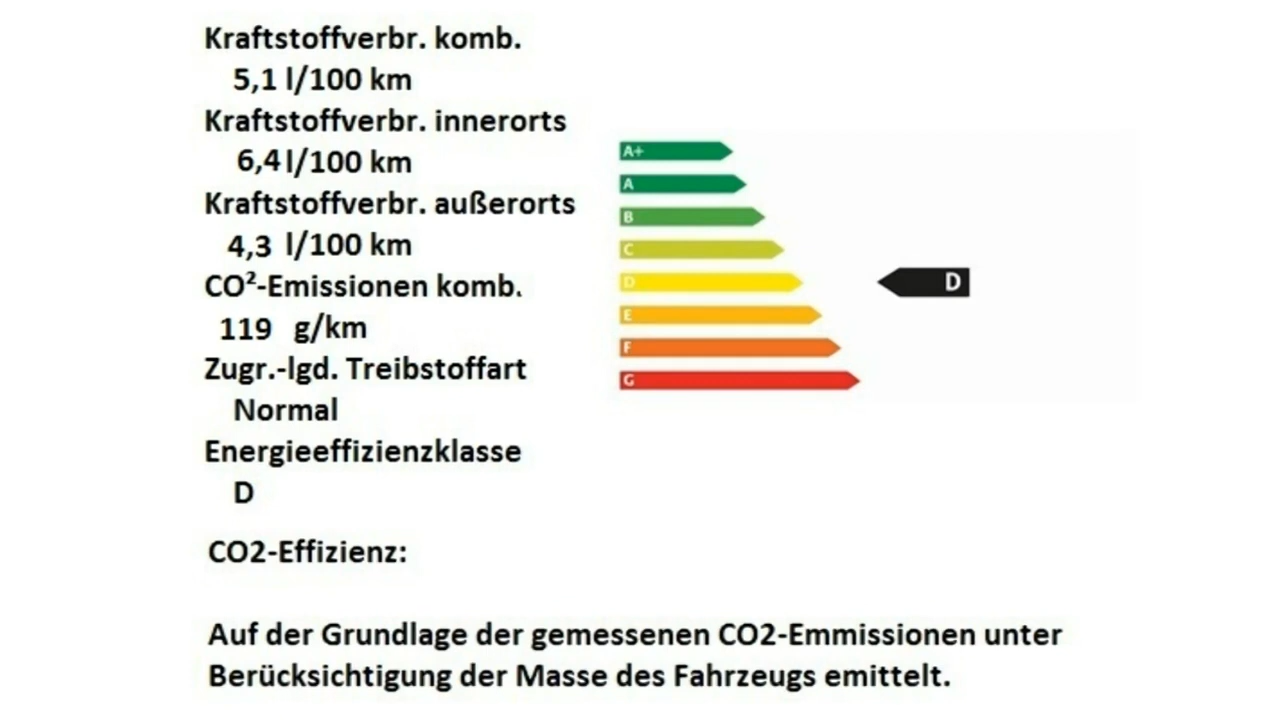 Kraftstoffverbr. komb.
5,1 l/100 km
Kraftstoffverbr. innerorts
6,4 l/100 km
Kraftstoffverbr. außerorts
4,3 l/100 km
CO²-Emissionen komb.
119 g/km
Zugr.-lgd. Treibstoffart
Normal
Energieeffizienzklasse
D
A+
A
B
C
D
D
E
F
G
CO2-Effizienz:
Auf der Grundlage der gemessenen CO2-Emmissionen unter
Berücksichtigung der Masse des Fahrzeugs emittelt.